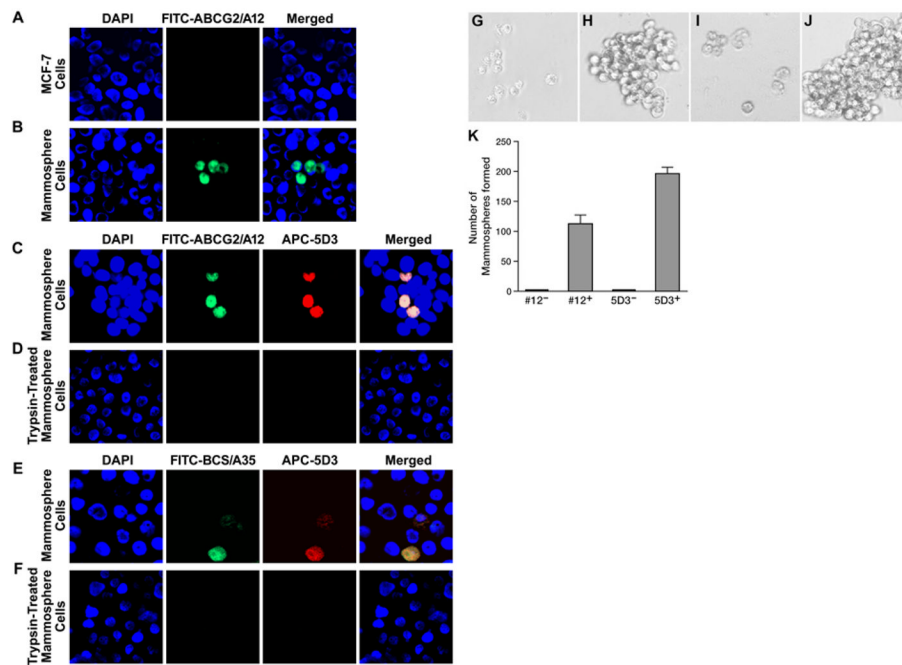 A
DAPI FITC-ABCG2/A12 Merged
MCF-7
Cells
B
Mammosphere
Cells
C
DAPI FITC-ABCG2/A12 APC-5D3 Merged
Mammosphere
Cells
D
Trypsin-Treated
Mammosphere
Cells
E
DAPI FITC-BCS/A35 APC-5D3 Merged
Mammosphere
Cells
F
Trypsin-Treated
Mammosphere
Cells
G H I J
K
Number of
Mammospheres formed
250
200
150
100
50
0
#12− #12+ 5D3− 5D3+